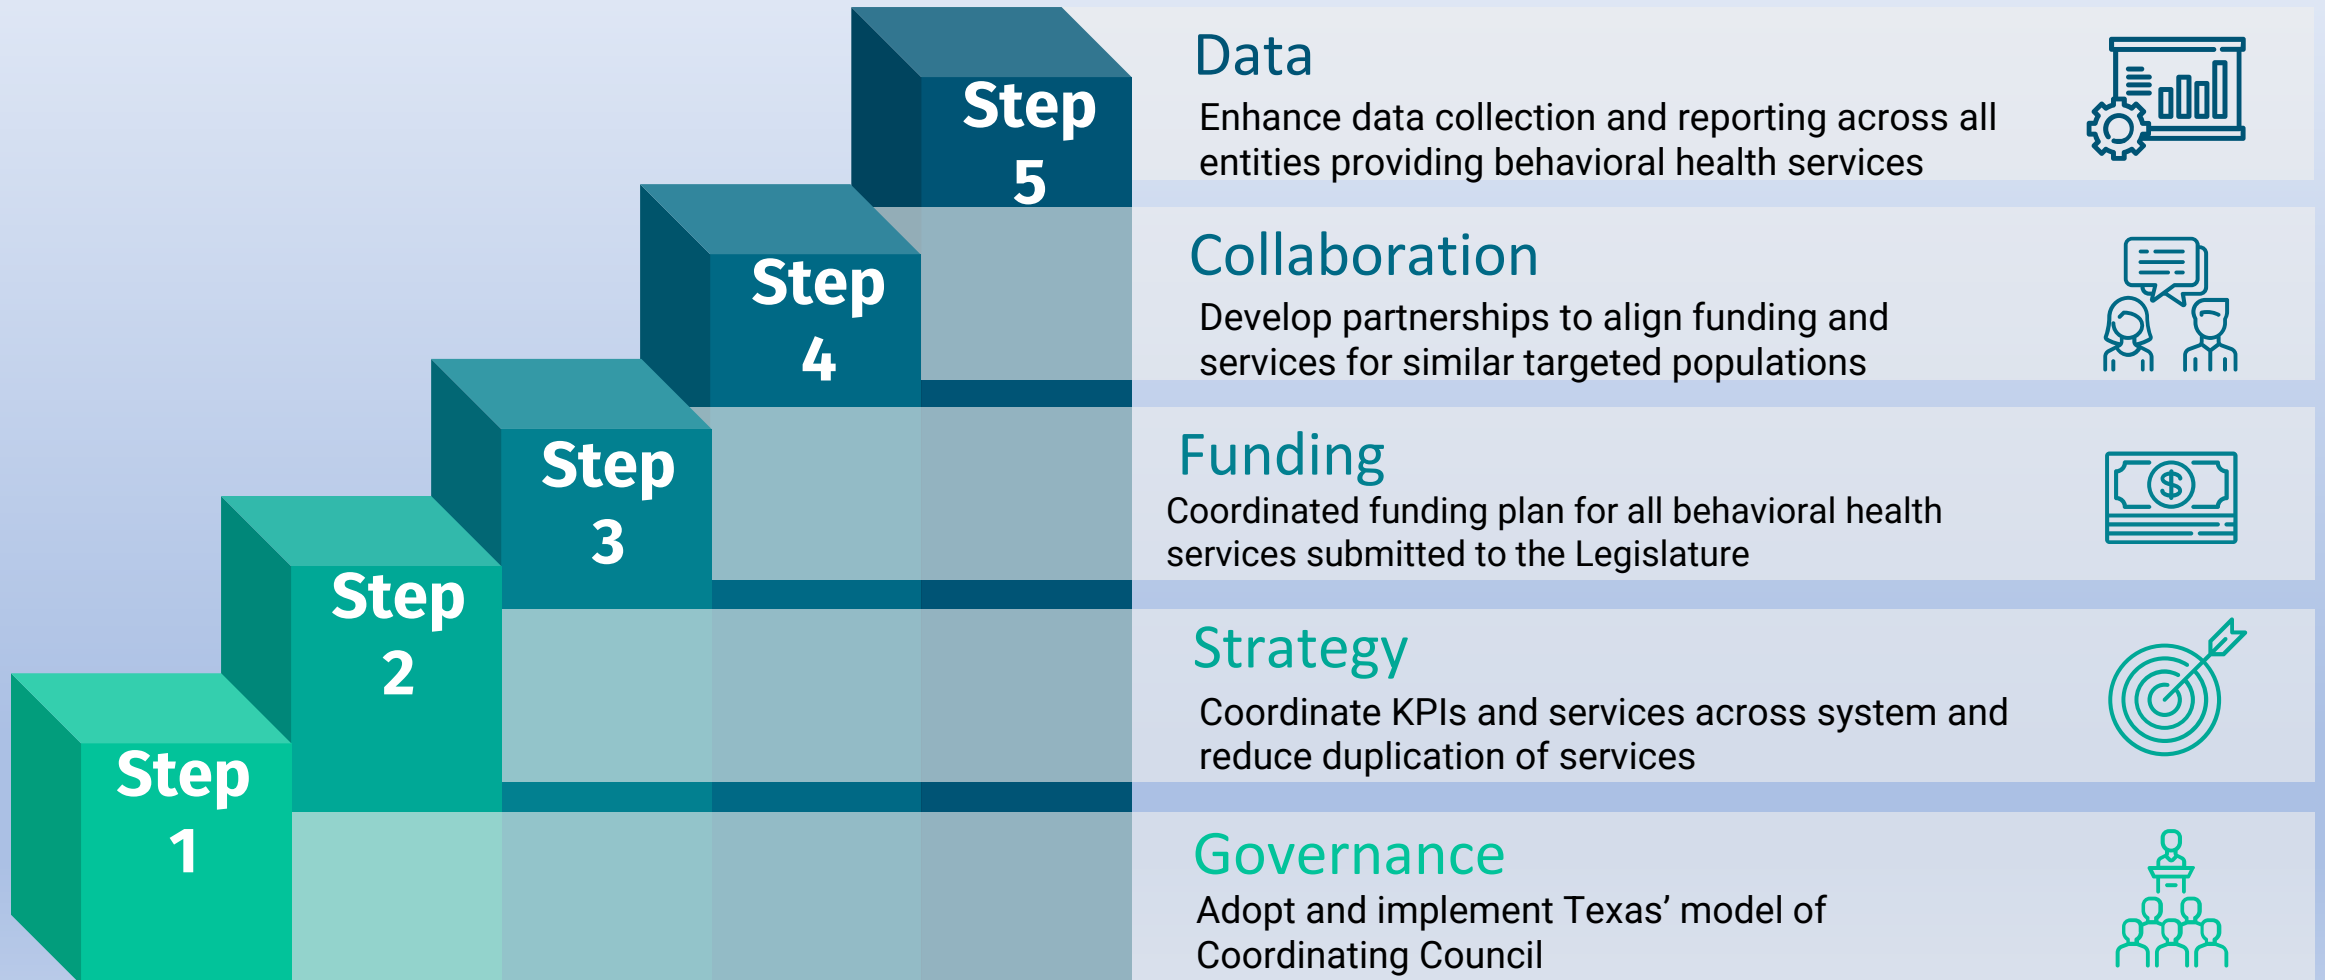 Step
5
Data
Enhance data collection and reporting across all
entities providing behavioral health services
Step
4
Collaboration
Develop partnerships to align funding and
services for similar targeted populations
Step
3
Funding
Coordinated funding plan for all behavioral health
services submitted to the Legislature
Step
2
Strategy
Coordinate KPIs and services across system and
reduce duplication of services
Step
1
Governance
Adopt and implement Texas’ model of
Coordinating Council